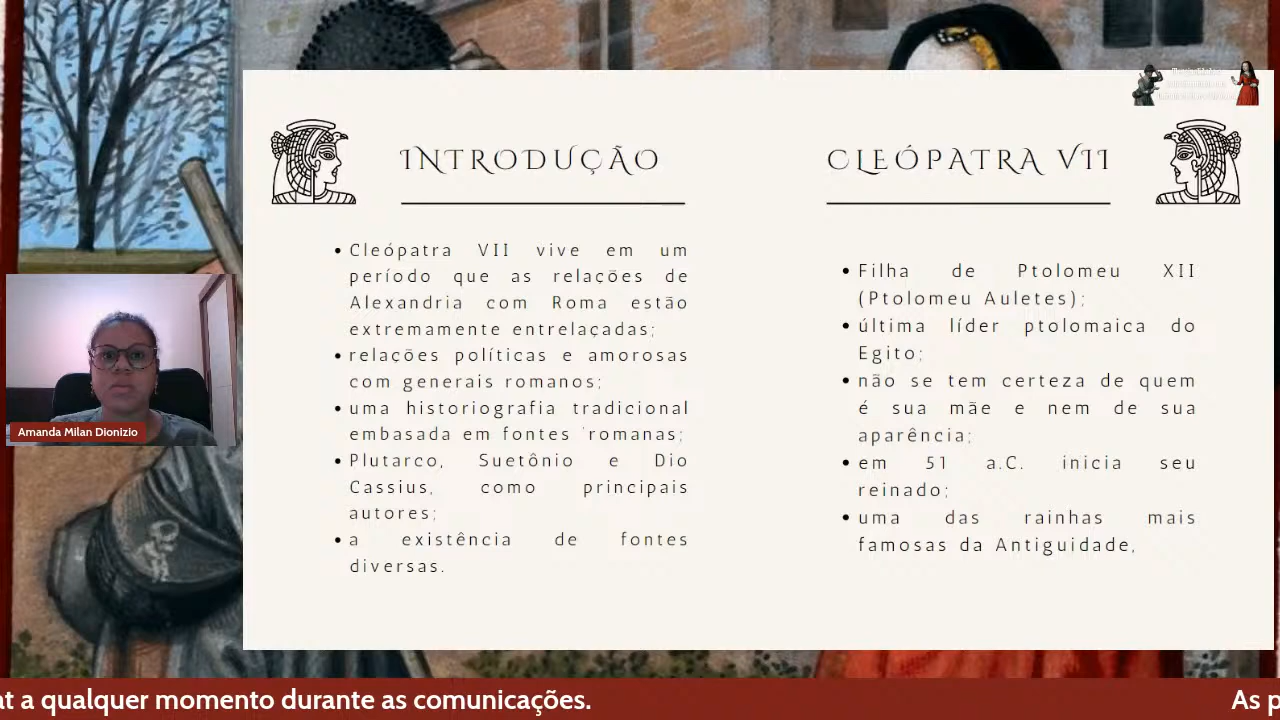 INTRODUÇÃO
Cleópatra VII vive em um
período que as relações de
Alexandria com Roma estão
extremamente entrelaçadas;
relações políticas e amorosas
com generais romanos;
uma historiografia tradicional
embasada em fontes 'romanas;
Plutarco, Suetônio e Dio
Cassius, como principais
autores;
a existência de fontes
diversas.
CLEÓPATRA VII
Filha de Ptolomeu XII
(Ptolomeu Auletes);
última líder ptolomaica do
Egito;
não se tem certeza de quem
é sua mãe e nem de sua
aparência;
em 51 a.C. inicia seu
reinado;
uma das rainhas mais
famosas da Antiguidade,
Amanda Milan Dionizio
at a qualquer momento durante as comunicações. As p